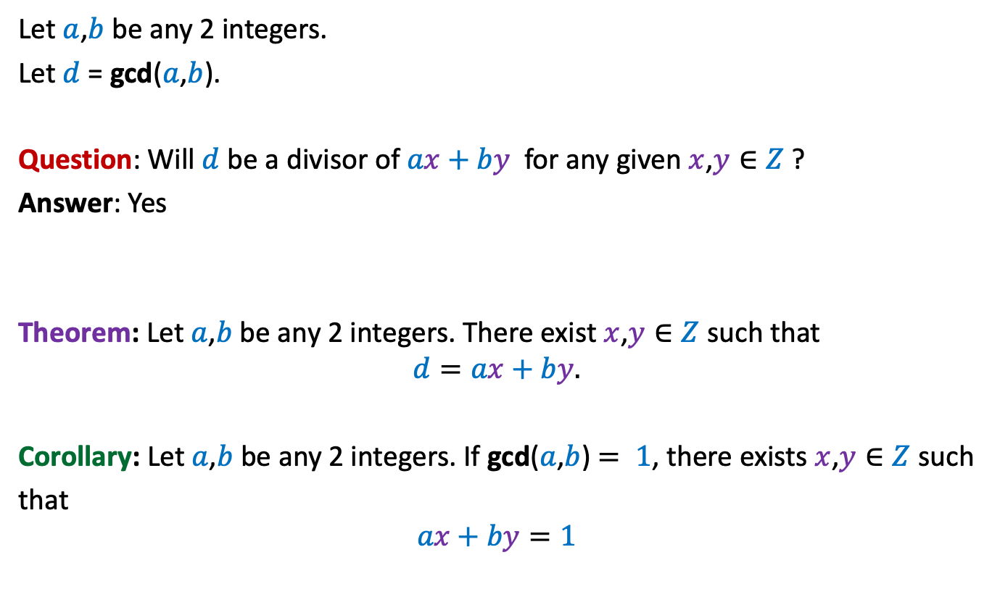 Let a,b be any 2 integers.
Let d = gcd(a,b).
Question: Will d be a divisor of ax + by for any given x,y ∈ Z ?
Answer: Yes
Theorem: Let a,b be any 2 integers. There exist x,y ∈ Z such that
d = ax + by.
Corollary: Let a,b be any 2 integers. If gcd(a,b) = 1, there exists x,y ∈ Z such
that
ax + by = 1